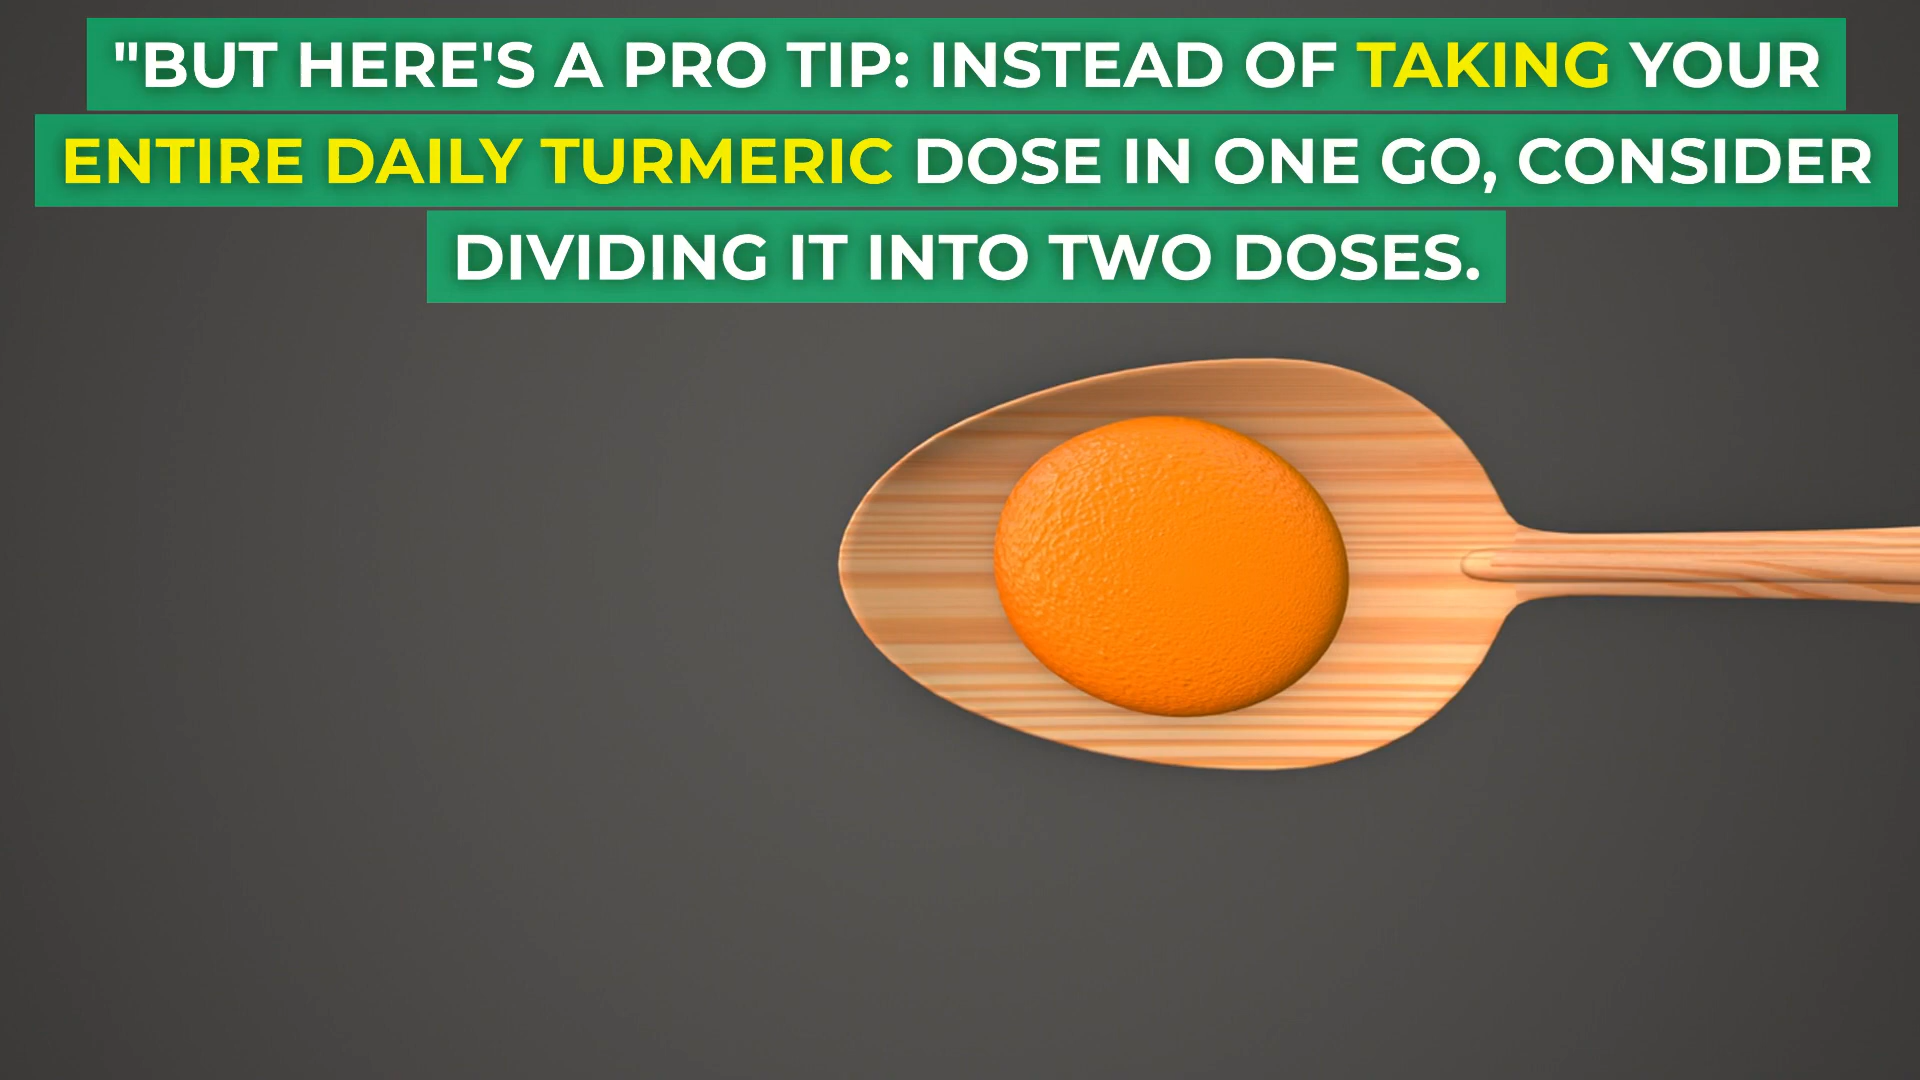 "BUT HERE'S A PRO TIP: INSTEAD OF TAKING YOUR
ENTIRE DAILY TURMERIC DOSE IN ONE GO, CONSIDER
DIVIDING IT INTO TWO DOSES.